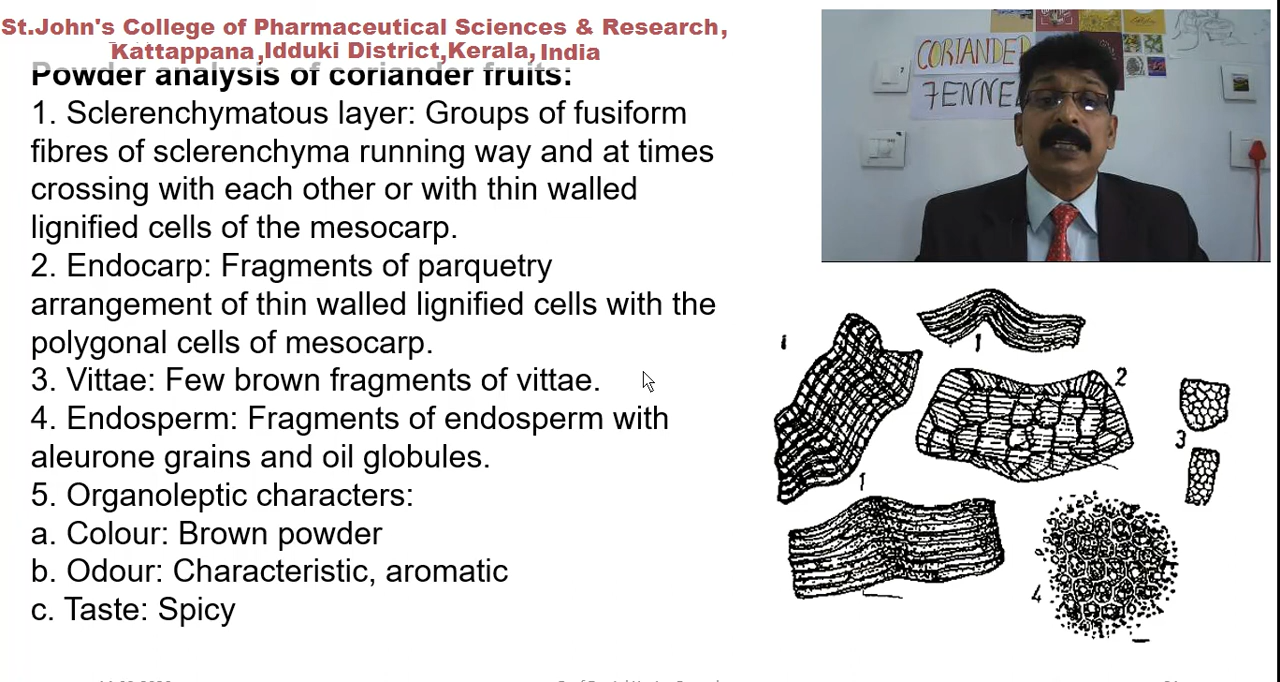 St.John's College of Pharmaceutical Sciences & Research,
Kattappana,Idduki District,Kerala, India
Powder analysis of coriander fruits:
1. Sclerenchymatous layer: Groups of fusiform
fibres of sclerenchyma running way and at times
crossing with each other or with thin walled
lignified cells of the mesocarp.
2. Endocarp: Fragments of parquetry
arrangement of thin walled lignified cells with the
polygonal cells of mesocarp.
3. Vittae: Few brown fragments of vittae.
4. Endosperm: Fragments of endosperm with
aleurone grains and oil globules.
5. Organoleptic characters:
a. Colour: Brown powder
b. Odour: Characteristic, aromatic
c. Taste: Spicy
CORIANDER
FENNE
1
1
2
3
1
4